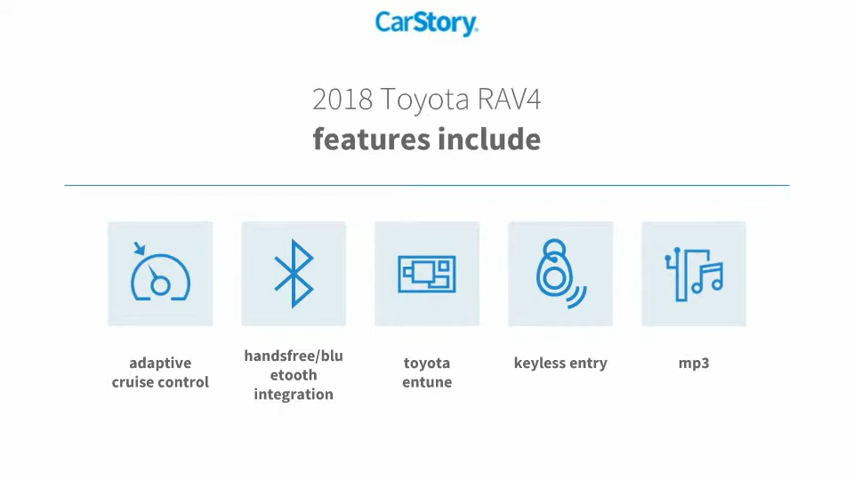 CarStory.
2018 Toyota RAV4
features include
adaptive
cruise control
handsfree/blu
etooth
integration
toyota
entune
keyless entry
mp3